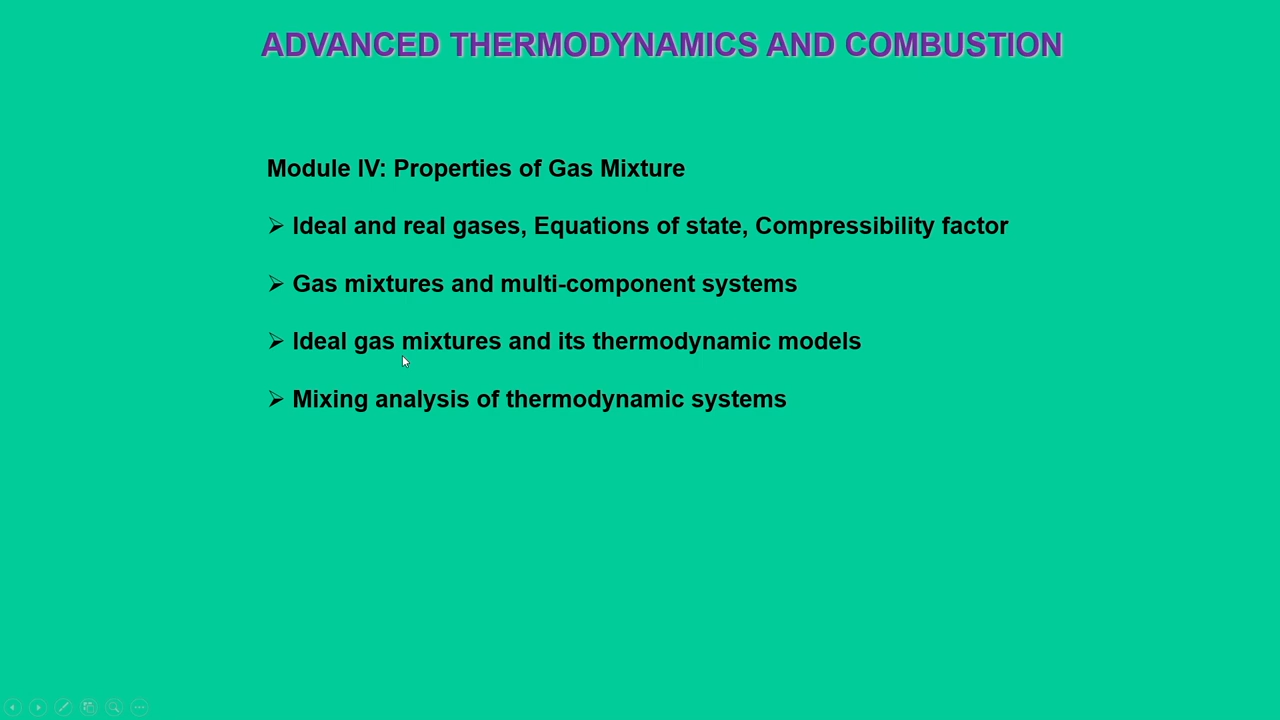 ADVANCED THERMODYNAMICS AND COMBUSTION
Module IV: Properties of Gas Mixture
➢ Ideal and real gases, Equations of state, Compressibility factor
➢ Gas mixtures and multi-component systems
➢ Ideal gas mixtures and its thermodynamic models
➢ Mixing analysis of thermodynamic systems